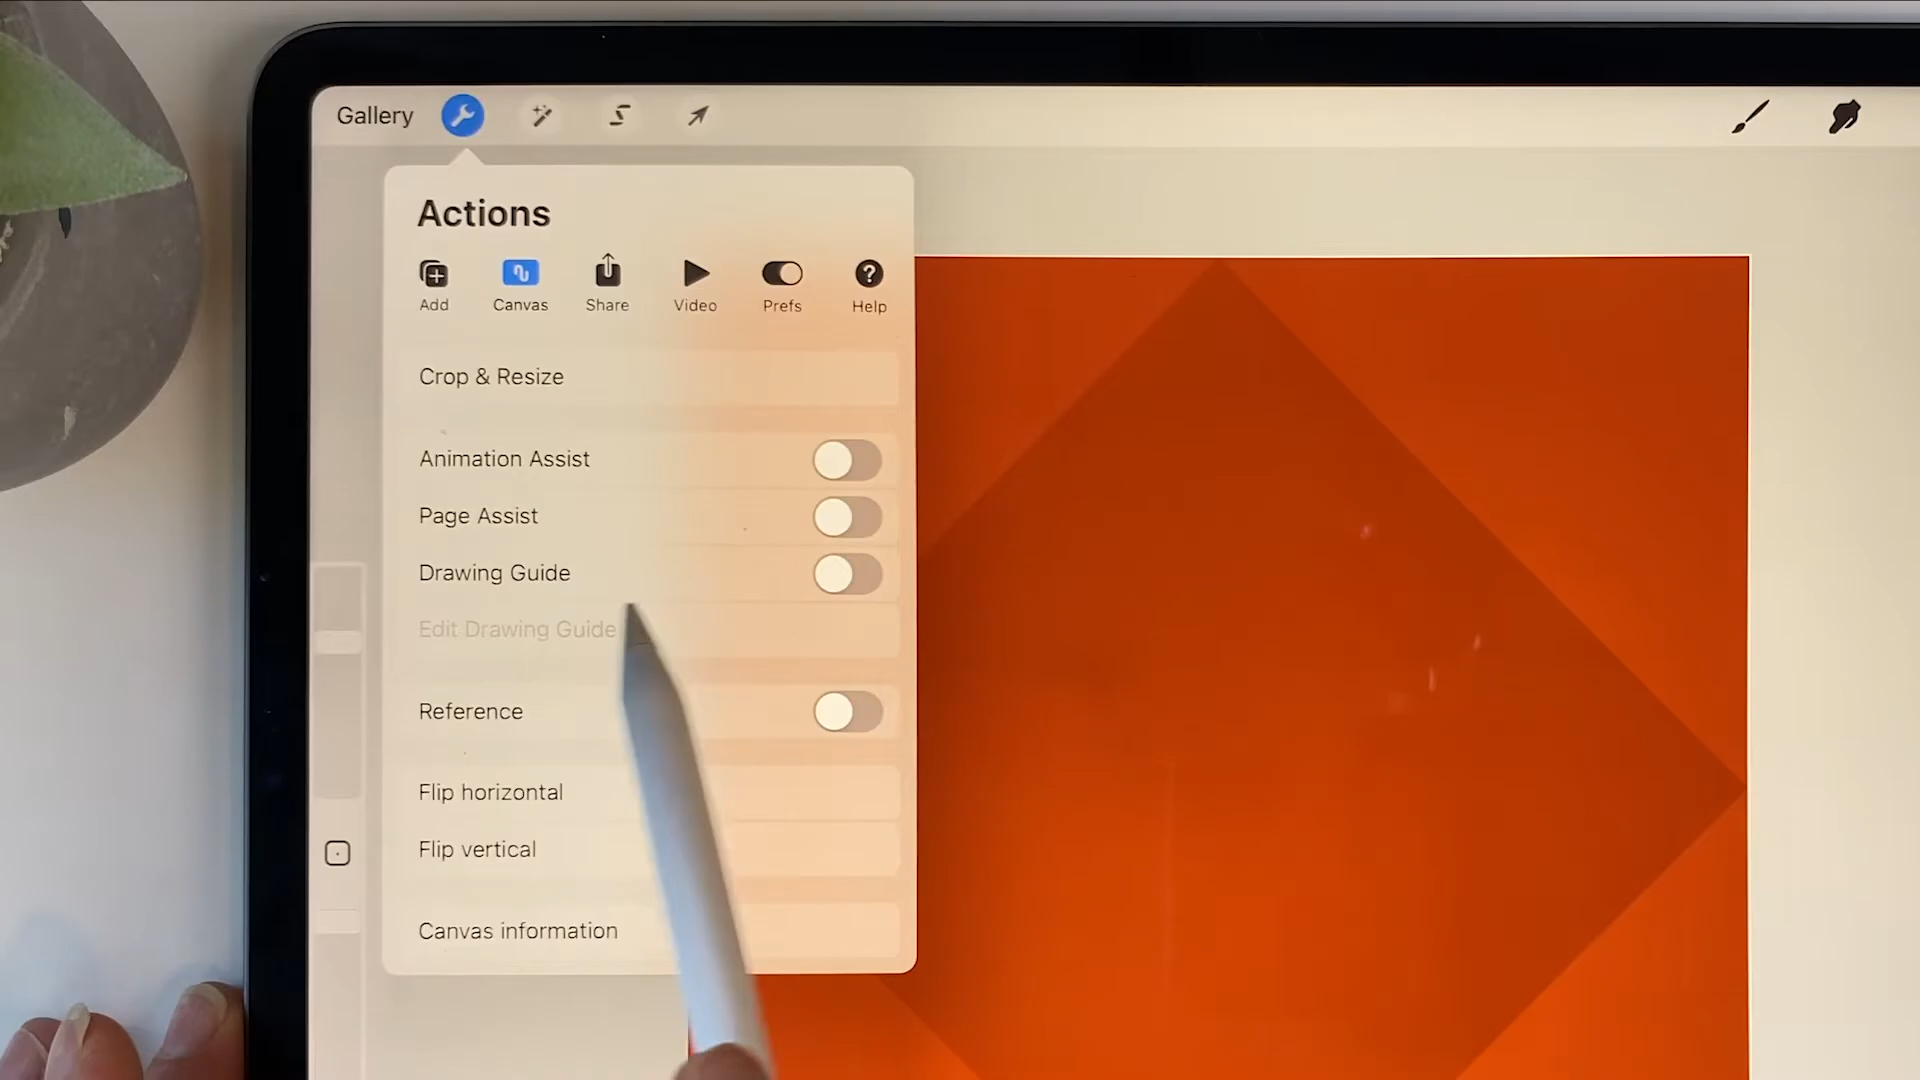 Gallery
Actions
Add
Canvas
Share
Video
Prefs
Help
Crop & Resize
Animation Assist
Page Assist
Drawing Guide
Edit Drawing Guide
Reference
Flip horizontal
Flip vertical
Canvas information